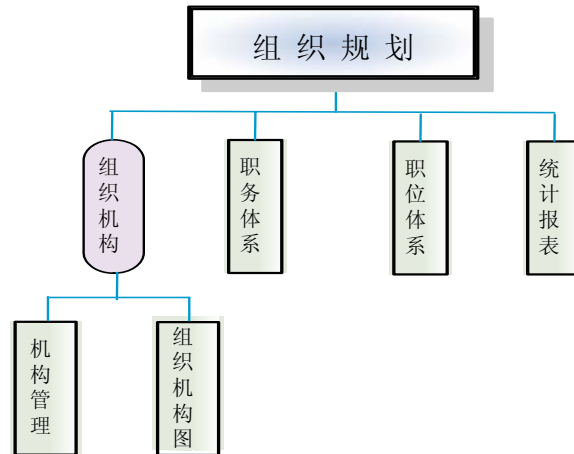 组织规划
组织机构
职务体系
职位体系
统计报表
机构管理
组织机构图